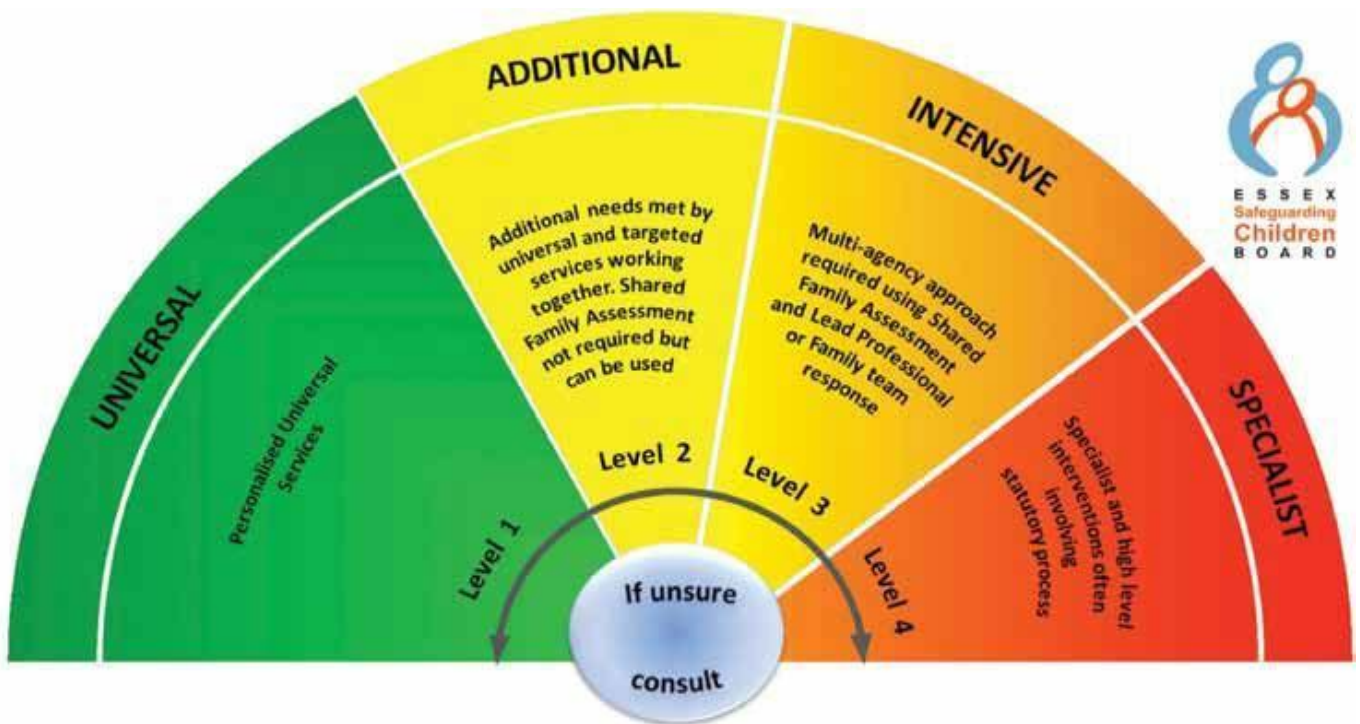 UNIVERSAL
Personalised Universal
Services
Level 1
ADDITIONAL
Additional needs met by
universal and targeted
services working
together. Shared
Family Assessment
not required but
can be used
Level 2
INTENSIVE
Multi-agency approach
required using Shared
Family Assessment
and Lead Professional
or Family team
response
Level 3
SPECIALIST
Specialist and high level
interventions often
involving
statutory process
Level 4
If unsure
consult
ESSEX
Safeguarding
Children
BOARD